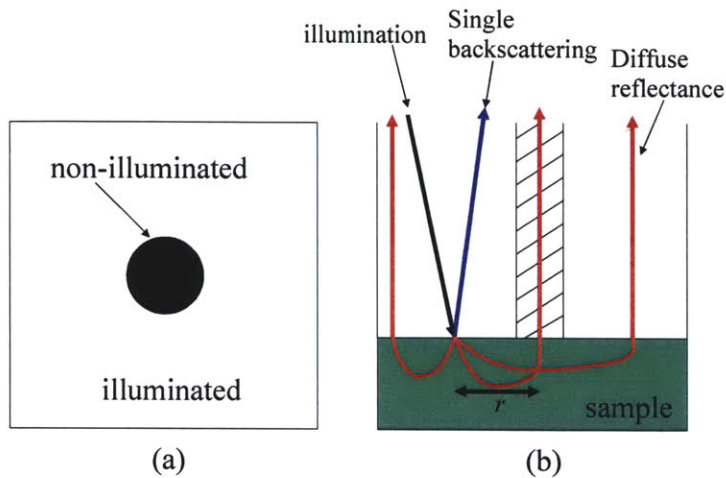 non-illuminated
illuminated
(a)
illumination
Single
backscattering
Diffuse
reflectance
r
sample
(b)